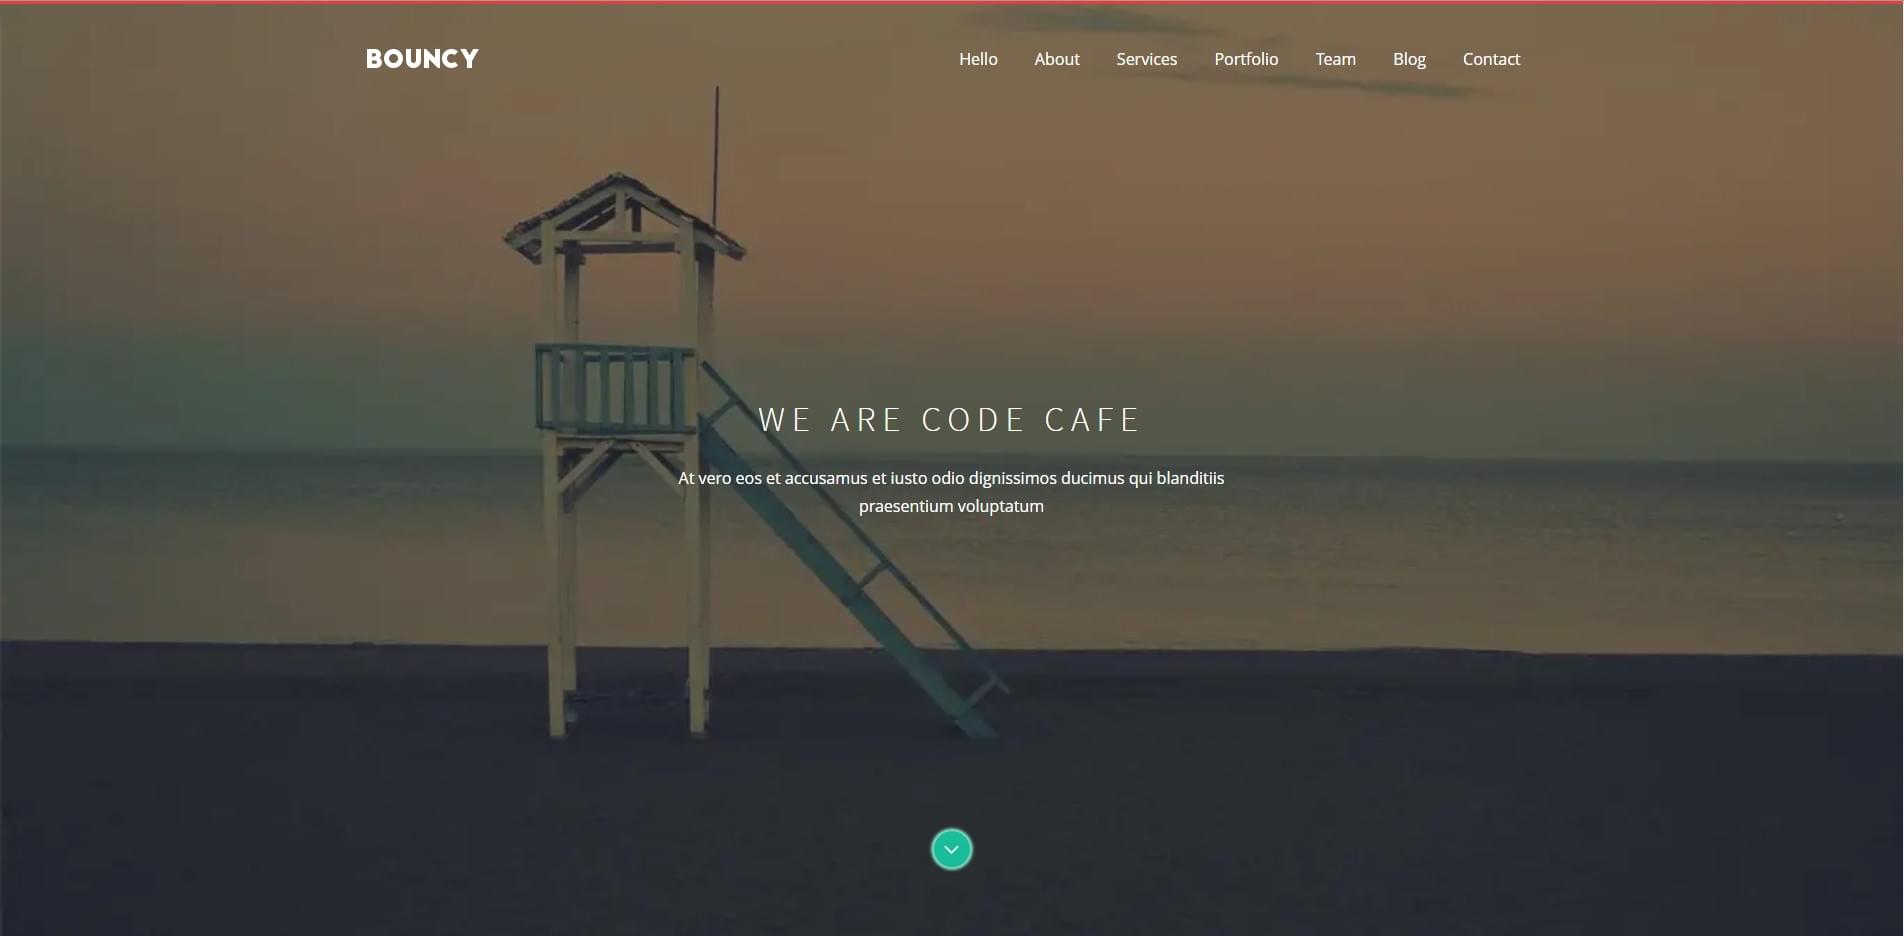 BOUNCY
Hello About Services Portfolio Team Blog Contact
WE ARE CODE CAFE
At vero eos et accusamus et iusto odio dignissimos ducimus qui blanditiis
praesentium voluptatum